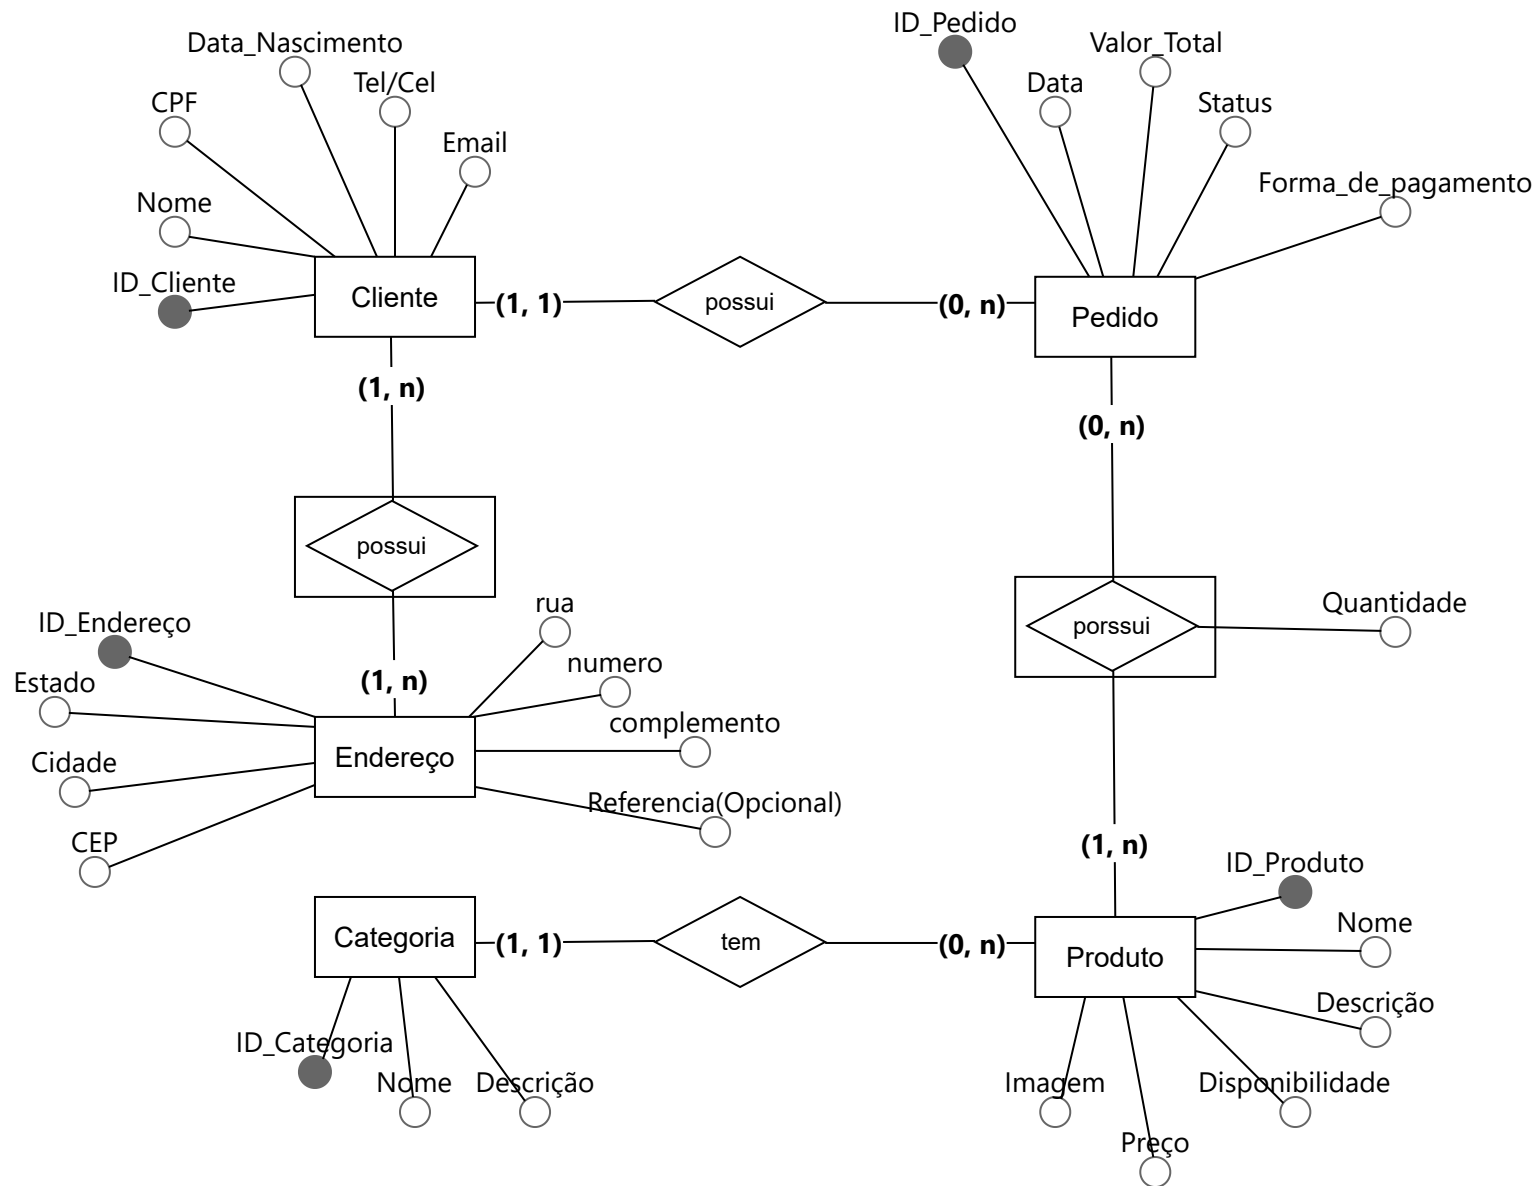 ID_Pedido
Data_Nascimento
Valor_Total
Tel/Cel
Data
CPF
Status
Email
Forma_de_pagamento
Nome
ID_Cliente
Cliente
(1, 1)
possui
(0, n)
Pedido
(1, n)
(0, n)
possui
rua
Quantidade
ID_Endereço
porssui
numero
(1, n)
Estado
complemento
Endereço
Cidade
Referencia(Opcional)
CEP
(1, n)
ID_Produto
Nome
Categoria
(1, 1)
tem
(0, n)
Produto
Descrição
ID_Categoria
Nome
Descrição
Imagem
Disponibilidade
Preço